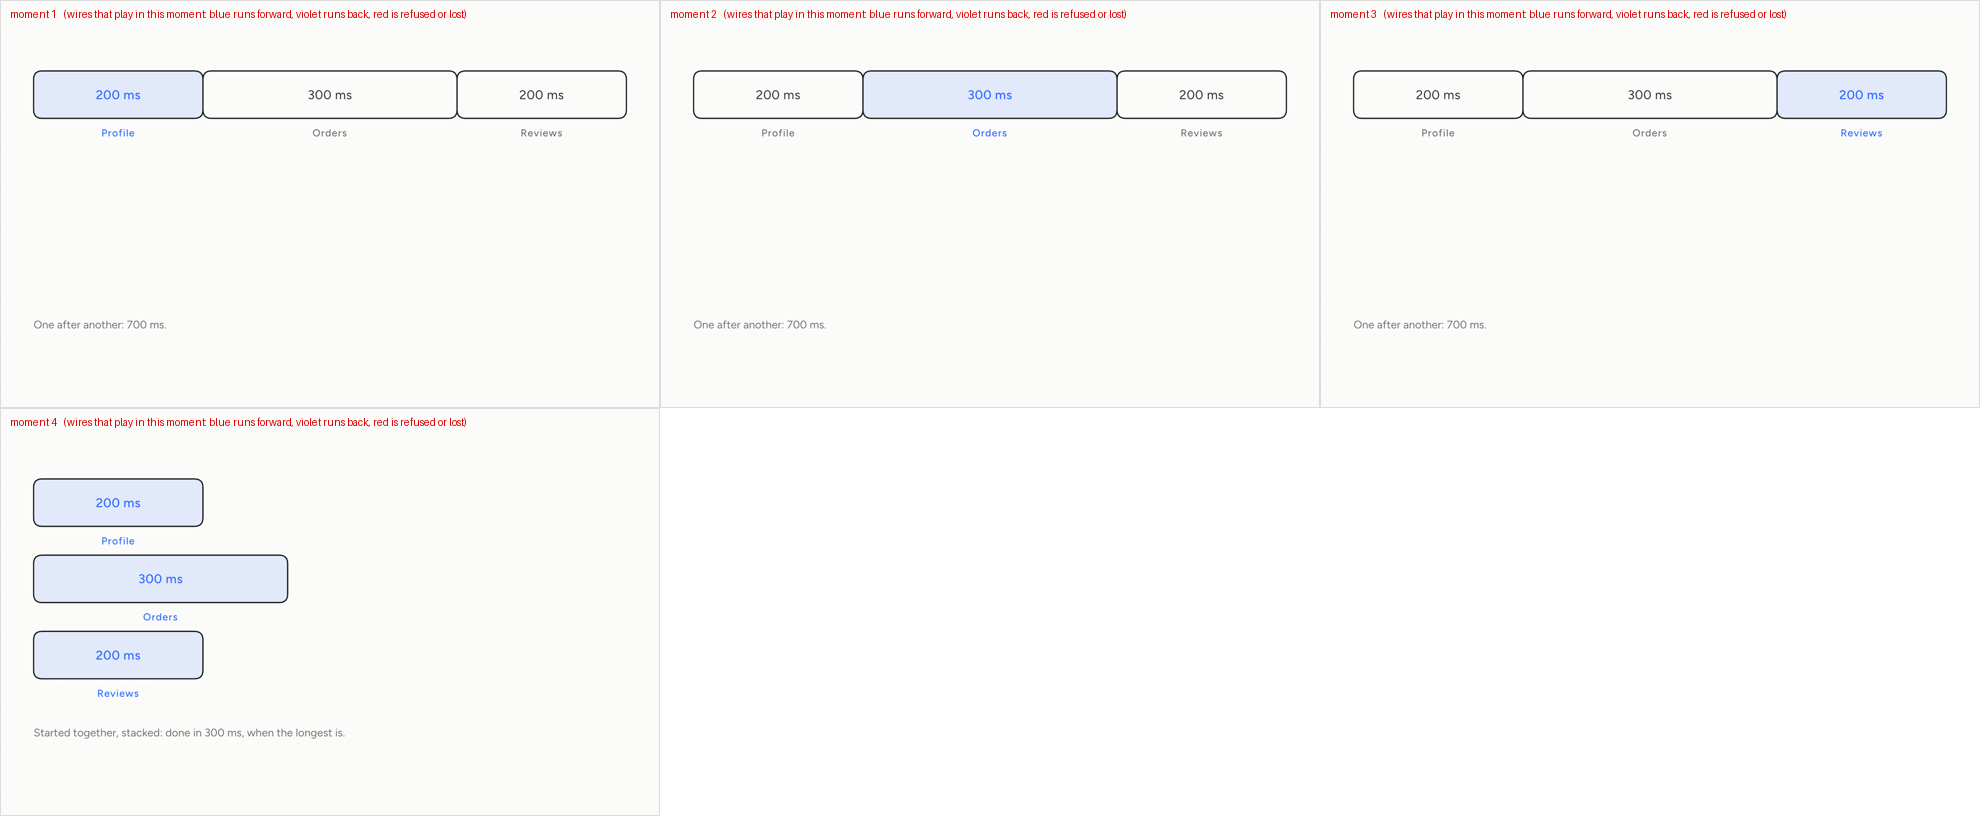 moment 1 (wires that play in this moment: blue runs forward, violet runs back, red is refused or lost)
200 ms
300 ms
200 ms
Profile
Orders
Reviews
One after another: 700 ms.
moment 2 (wires that play in this moment: blue runs forward, violet runs back, red is refused or lost)
200 ms
300 ms
200 ms
Profile
Orders
Reviews
One after another: 700 ms.
moment 3 (wires that play in this moment: blue runs forward, violet runs back, red is refused or lost)
200 ms
300 ms
200 ms
Profile
Orders
Reviews
One after another: 700 ms.
moment 4 (wires that play in this moment: blue runs forward, violet runs back, red is refused or lost)
200 ms
Profile
300 ms
Orders
200 ms
Reviews
Started together, stacked: done in 300 ms, when the longest is.